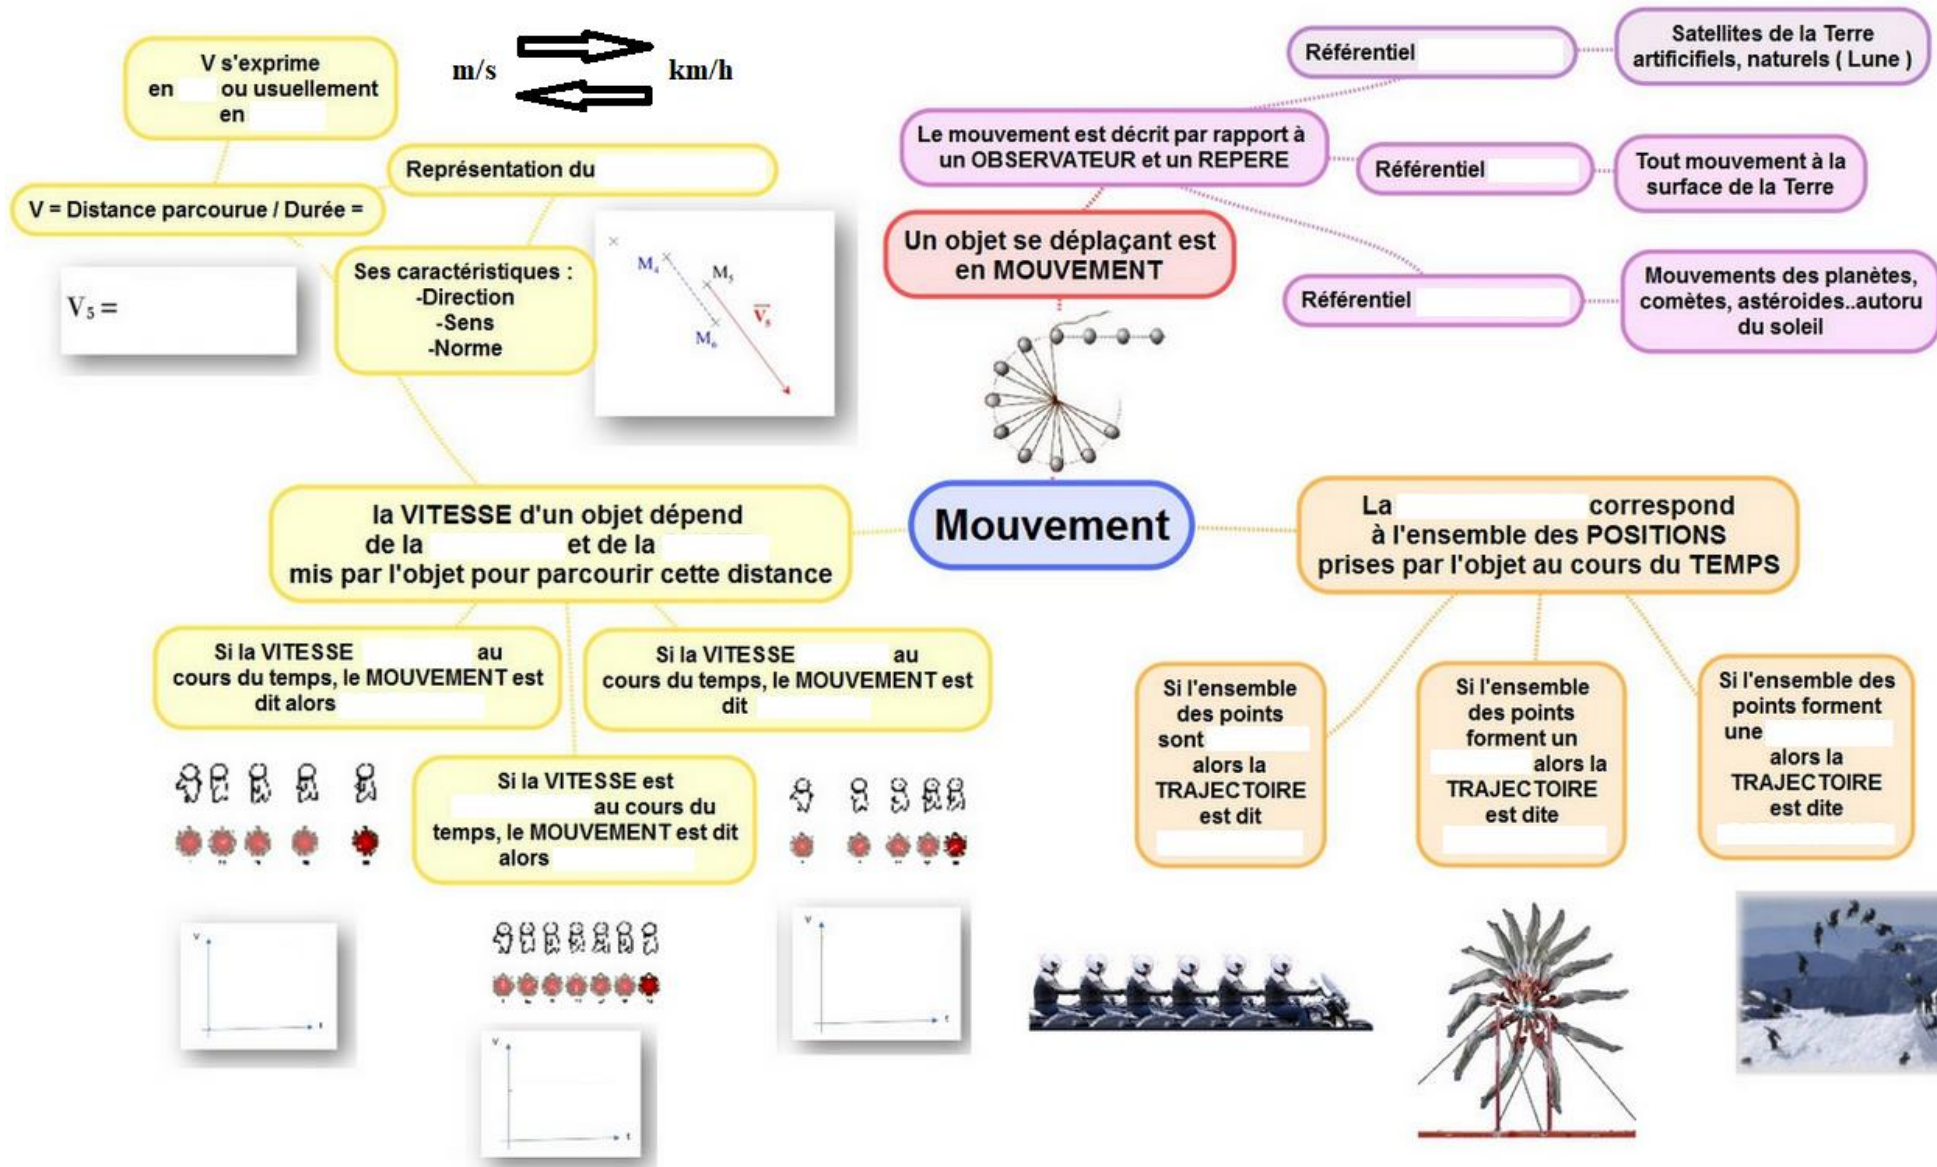 V s'exprime
en ou usuellement
en
m/s
km/h
Représentation du
V = Distance parcourue / Durée =
V5 =
Ses caractéristiques :
-Direction
-Sens
-Norme
M4
M5
M6
V5
Référentiel
Satellites de la Terre
artificifiels, naturels ( Lune )
Le mouvement est décrit par rapport à
un OBSERVATEUR et un REPERE
Référentiel
Tout mouvement à la
surface de la Terre
Un objet se déplaçant est
en MOUVEMENT
Référentiel
Mouvements des planètes,
comètes, astéroides..autoru
du soleil
Mouvement
la VITESSE d'un objet dépend
de la et de la
mis par l'objet pour parcourir cette distance
Si la VITESSE au
cours du temps, le MOUVEMENT est
dit alors
Si la VITESSE au
cours du temps, le MOUVEMENT est
dit
Si la VITESSE est
au cours du
temps, le MOUVEMENT est dit
alors
V
t
V
t
V
t
La correspond
à l'ensemble des POSITIONS
prises par l'objet au cours du TEMPS
Si l'ensemble
des points
sont
alors la
TRAJECTOIRE
est dit
Si l'ensemble
des points
forment un
alors la
TRAJECTOIRE
est dite
Si l'ensemble des
points forment
une
alors la
TRAJECTOIRE
est dite